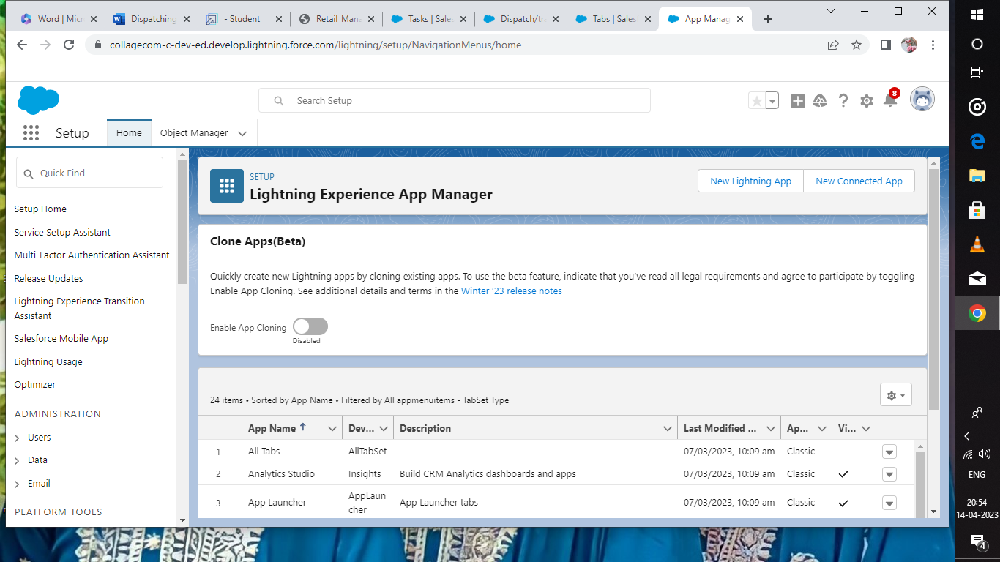 Word | Micr
Dispatching
- Student
Retail_Mana
Tasks | Sales
Dispatch/tra
Tabs | Salesf
App Manag
collagecom-c-dev-ed.develop.lightning.force.com/lightning/setup/NavigationMenus/home
Search Setup
8
Setup
Home
Object Manager
Quick Find
Setup Home
Service Setup Assistant
Multi-Factor Authentication Assistant
Release Updates
Lightning Experience Transition
Assistant
Salesforce Mobile App
Lightning Usage
Optimizer
ADMINISTRATION
Users
Data
Email
PLATFORM TOOLS
SETUP
Lightning Experience App Manager
New Lightning App
New Connected App
Clone Apps(Beta)
Quickly create new Lightning apps by cloning existing apps. To use the beta feature, indicate that you've read all legal requirements and agree to participate by toggling
Enable App Cloning. See additional details and terms in the Winter '23 release notes
Enable App Cloning
Disabled
24 items • Sorted by App Name • Filtered by All appmenuitems - TabSet Type
App Name ↑ Dev... Description Last Modified ... Ap... Vi...
1 All Tabs AllTabSet 07/03/2023, 10:09 am Classic
2 Analytics Studio Insights Build CRM Analytics dashboards and apps 07/03/2023, 10:09 am Classic
3 App Launcher AppLaun
cher App Launcher tabs 07/03/2023, 10:09 am Classic
ENG
20:54
14-04-2023
4